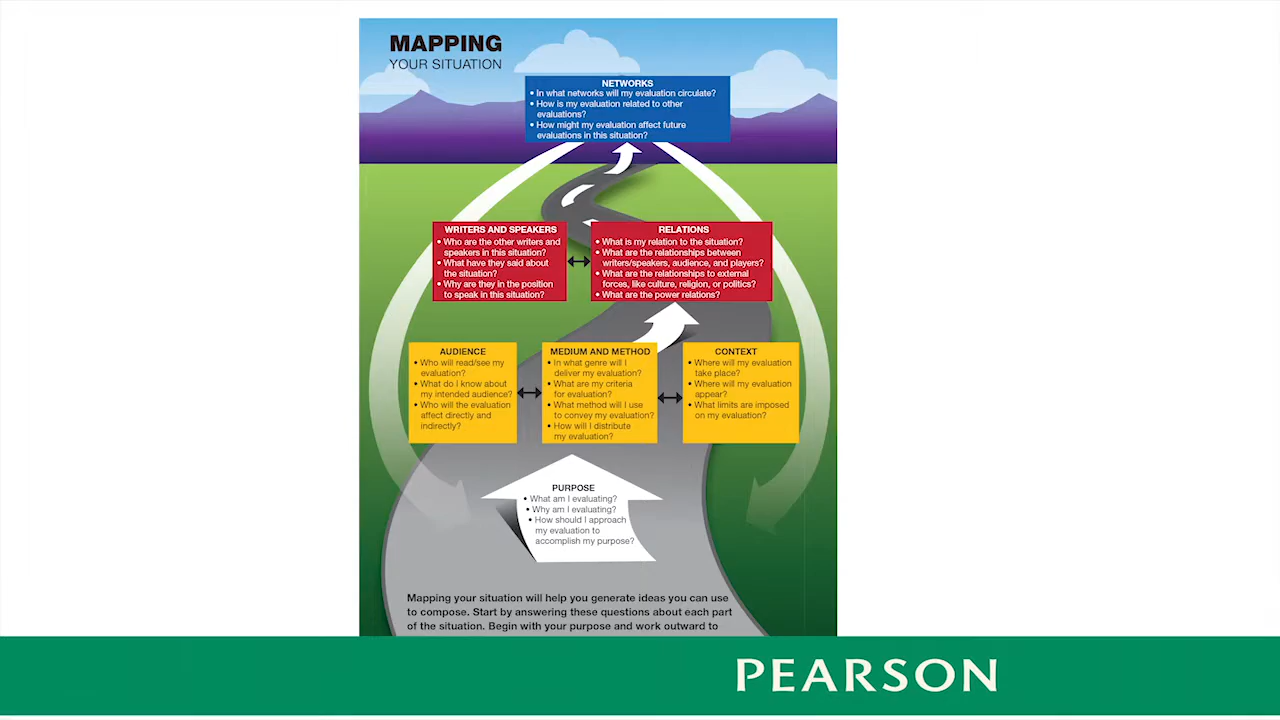 MAPPING
YOUR SITUATION
NETWORKS
• In what networks will my evaluation circulate?
• How is my evaluation related to other
evaluations?
• How might my evaluation affect future
evaluations in this situation?
WRITERS AND SPEAKERS
• Who are the other writers and
speakers in this situation?
• What have they said about
the situation?
• Why are they in the position
to speak in this situation?
RELATIONS
• What is my relation to the situation?
• What are the relationships between
writers/speakers, audience, and players?
• What are the relationships to external
forces, like culture, religion, or politics?
• What are the power relations?
AUDIENCE
• Who will read/see my
evaluation?
• What do I know about
my intended audience?
• Who will the evaluation
affect directly and
indirectly?
MEDIUM AND METHOD
• In what genre will I
deliver my evaluation?
• What are my criteria
for evaluation?
• What method will I use
to convey my evaluation?
• How will I distribute
my evaluation?
CONTEXT
• Where will my evaluation
take place?
• Where will my evaluation
appear?
• What limits are imposed
on my evaluation?
PURPOSE
• What am I evaluating?
• Why am I evaluating?
• How should I approach
my evaluation to
accomplish my purpose?
Mapping your situation will help you generate ideas you can use
to compose. Start by answering these questions about each part
of the situation. Begin with your purpose and work outward to
PEARSON